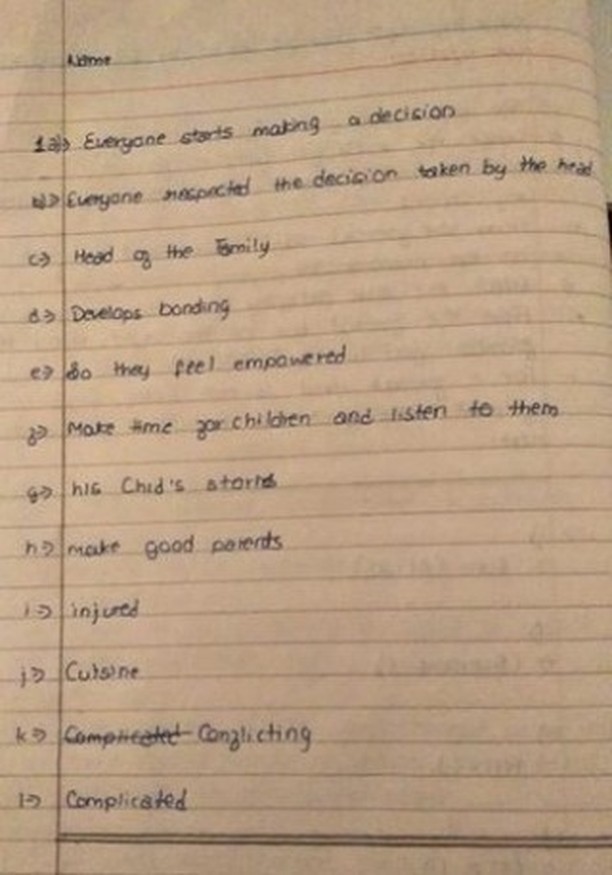 Name
1a)> Everyone starts making a decision
b)> Everyone respected the decision taken by the head
c)> Head of the Family
d)> Develops bonding
e)> So they feel empowered
f)> Make time for children and listen to them
g)> his Chid's
h)> make good parents
i)> injured
j)> Cuisine
k)> Complicated Conflicting
l)> Complicated